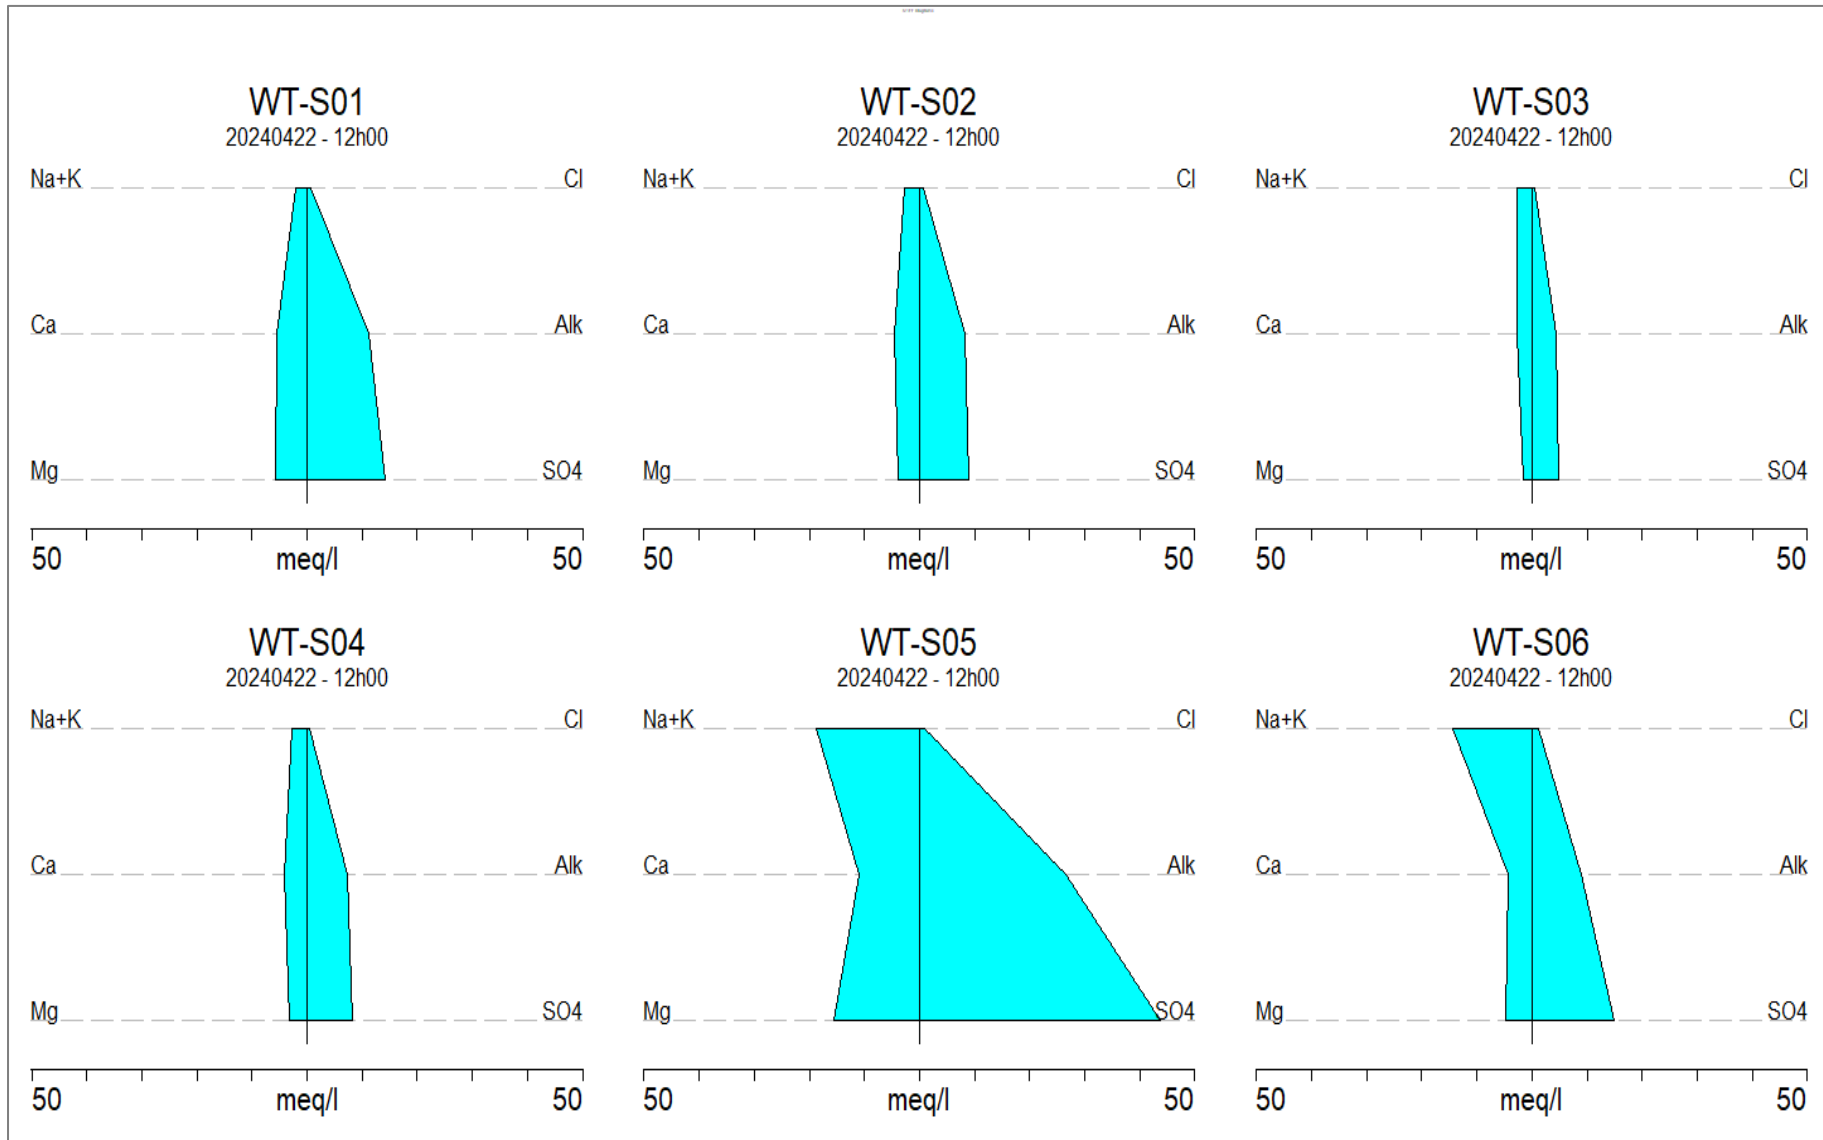 WT-S01
20240422 - 12h00
Na+K Cl
Ca Alk
Mg SO4
50 meq/l 50
WT-S02
20240422 - 12h00
Na+K Cl
Ca Alk
Mg SO4
50 meq/l 50
WT-S03
20240422 - 12h00
Na+K Cl
Ca Alk
Mg SO4
50 meq/l 50
WT-S04
20240422 - 12h00
Na+K Cl
Ca Alk
Mg SO4
50 meq/l 50
WT-S05
20240422 - 12h00
Na+K Cl
Ca Alk
Mg SO4
50 meq/l 50
WT-S06
20240422 - 12h00
Na+K Cl
Ca Alk
Mg SO4
50 meq/l 50